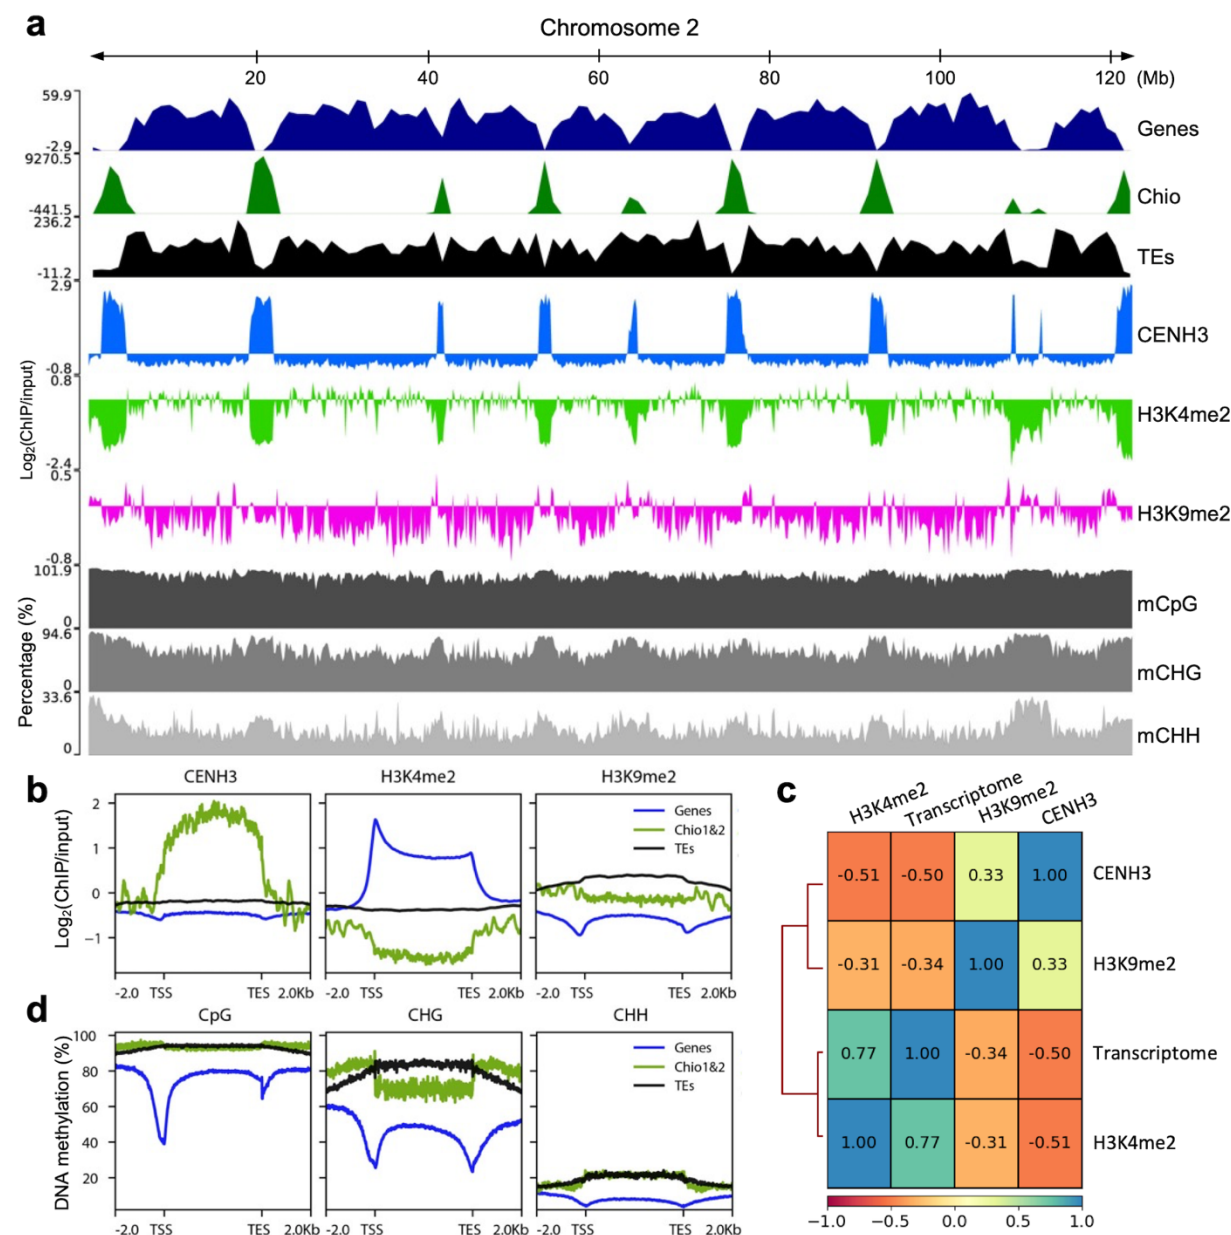 a
Chromosome 2
20 40 60 80 100 120 (Mb)
59.9
-2.9
Genes
9270.5
-441.5
Chio
236.2
-11.2
TEs
2.9
-0.8
CENH3
Log2(ChIP/input)
0.8
-2.4
H3K4me2
0.5
-0.8
H3K9me2
Percentage (%)
101.9
0
mCpG
94.6
0
mCHG
33.6
0
mCHH
b
CENH3 H3K4me2 H3K9me2
Log2(ChIP/input)
2
1
0
−1
Genes
Chio1&2
TEs
-2.0 TSS TES 2.0Kb
-2.0 TSS TES 2.0Kb
-2.0 TSS TES 2.0Kb
c
H3K4me2 Transcriptome H3K9me2 CENH3
-0.51 -0.50 0.33 1.00 CENH3
-0.31 -0.34 1.00 0.33 H3K9me2
0.77 1.00 -0.34 -0.50 Transcriptome
1.00 0.77 -0.31 -0.51 H3K4me2
−1.0 −0.5 0.0 0.5 1.0
d
CpG CHG CHH
DNA methylation (%)
100
80
60
40
20
Genes
Chio1&2
TEs
-2.0 TSS TES 2.0Kb
-2.0 TSS TES 2.0Kb
-2.0 TSS TES 2.0Kb